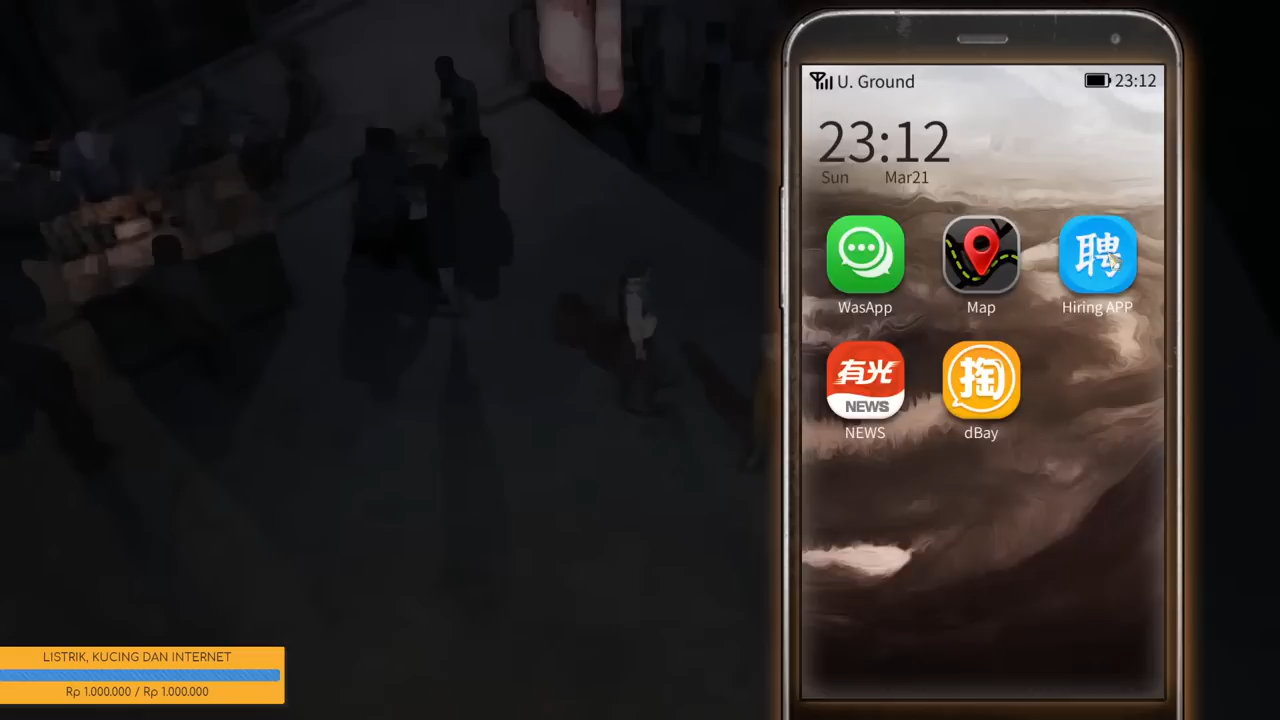 U. Ground
23:12
23:12
Sun Mar21
聘
WasApp
Map
Hiring APP
有光
NEWS
掏
NEWS
dBay
LISTRIK, KUCING DAN INTERNET
Rp 1.000.000 / Rp 1.000.000